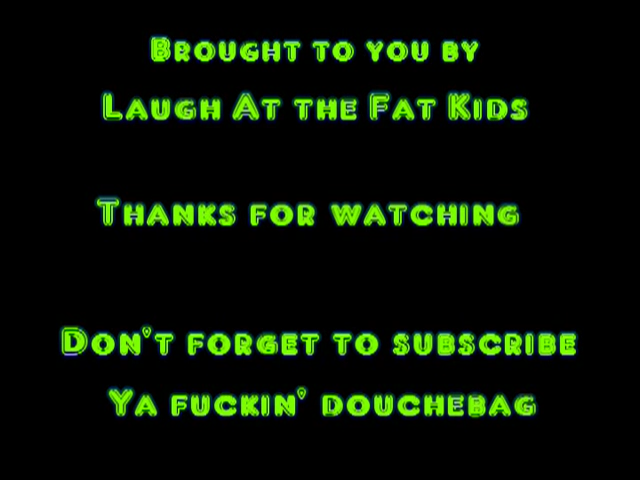 Brought to you by
Laugh At the Fat Kids
Thanks for watching
Don't forget to subscribe
Ya fuckin' douchebag